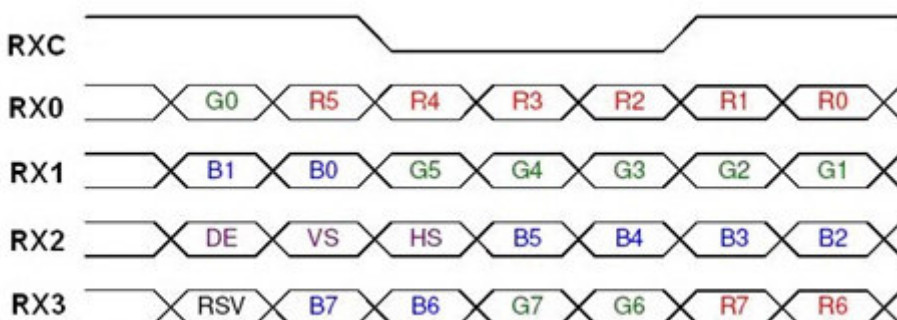 RXC
RX0 G0 R5 R4 R3 R2 R1 R0
RX1 B1 B0 G5 G4 G3 G2 G1
RX2 DE VS HS B5 B4 B3 B2
RX3 RSV B7 B6 G7 G6 R7 R6